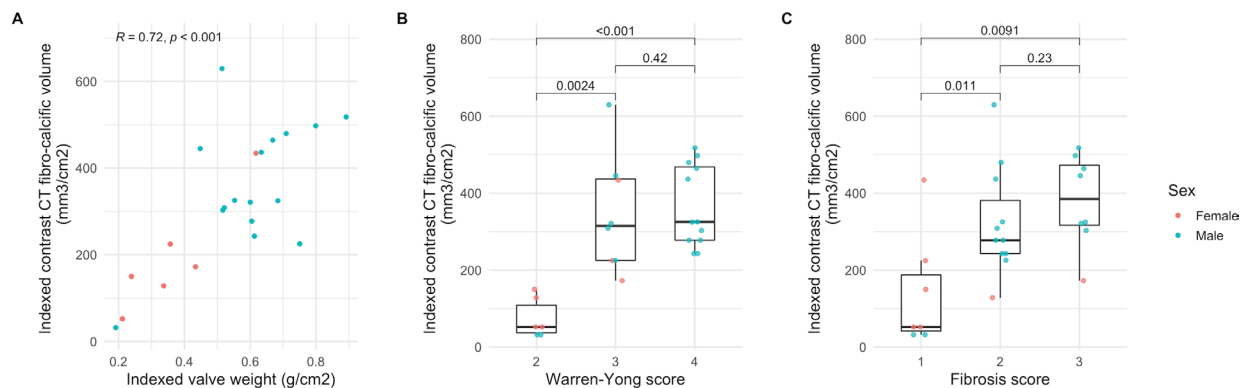 A
R = 0.72, p < 0.001
Indexed contrast CT fibro-calcific volume
(mm3/cm2)
600
400
200
0
0.2 0.4 0.6 0.8
Indexed valve weight (g/cm2)
B
<0.001
0.42
0.0024
Indexed contrast CT fibro-calcific volume
(mm3/cm2)
800
600
400
200
0
2 3 4
Warren-Yong score
C
0.0091
0.23
0.011
Indexed contrast CT fibro-calcific volume
(mm3/cm2)
800
600
400
200
0
1 2 3
Fibrosis score
Sex
Female
Male